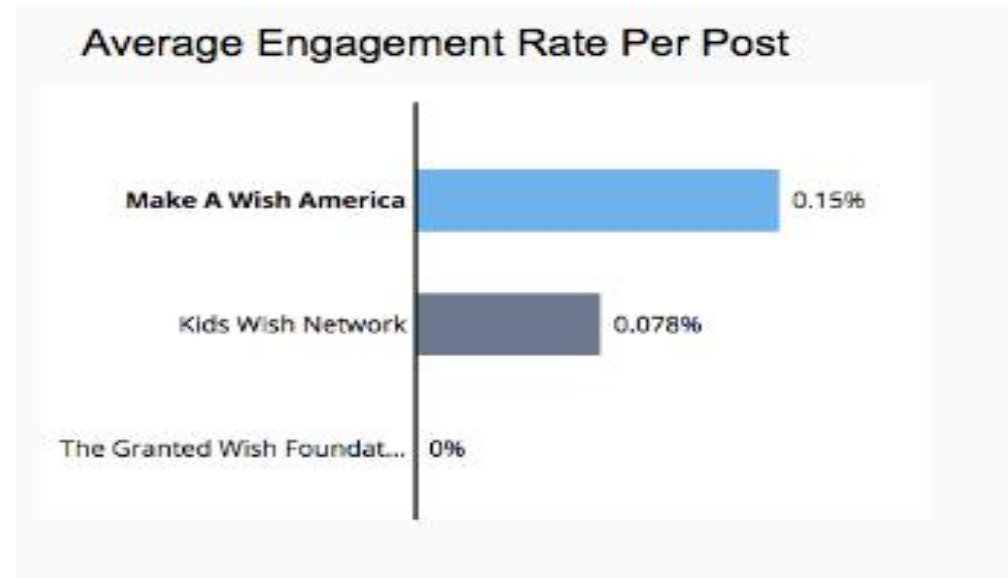 Average Engagement Rate Per Post
Make A Wish America 0.15%
Kids Wish Network 0.078%
The Granted Wish Foundat... 0%